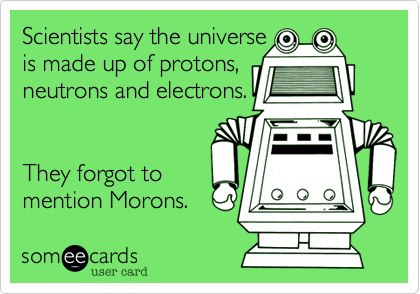 Scientists say the universe
is made up of protons,
neutrons and electrons.
They forgot to
mention Morons.
someecards
user card